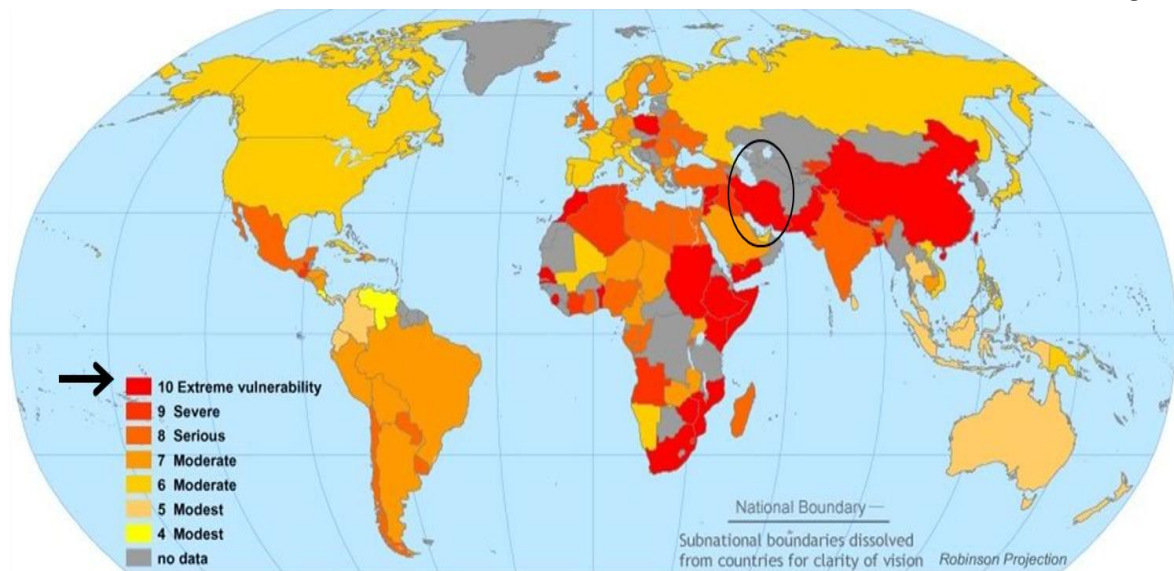 10 Extreme vulnerability
9 Severe
8 Serious
7 Moderate
6 Moderate
5 Modest
4 Modest
no data
National Boundary
Subnational boundaries dissolved
from countries for clarity of vision
Robinson Projection